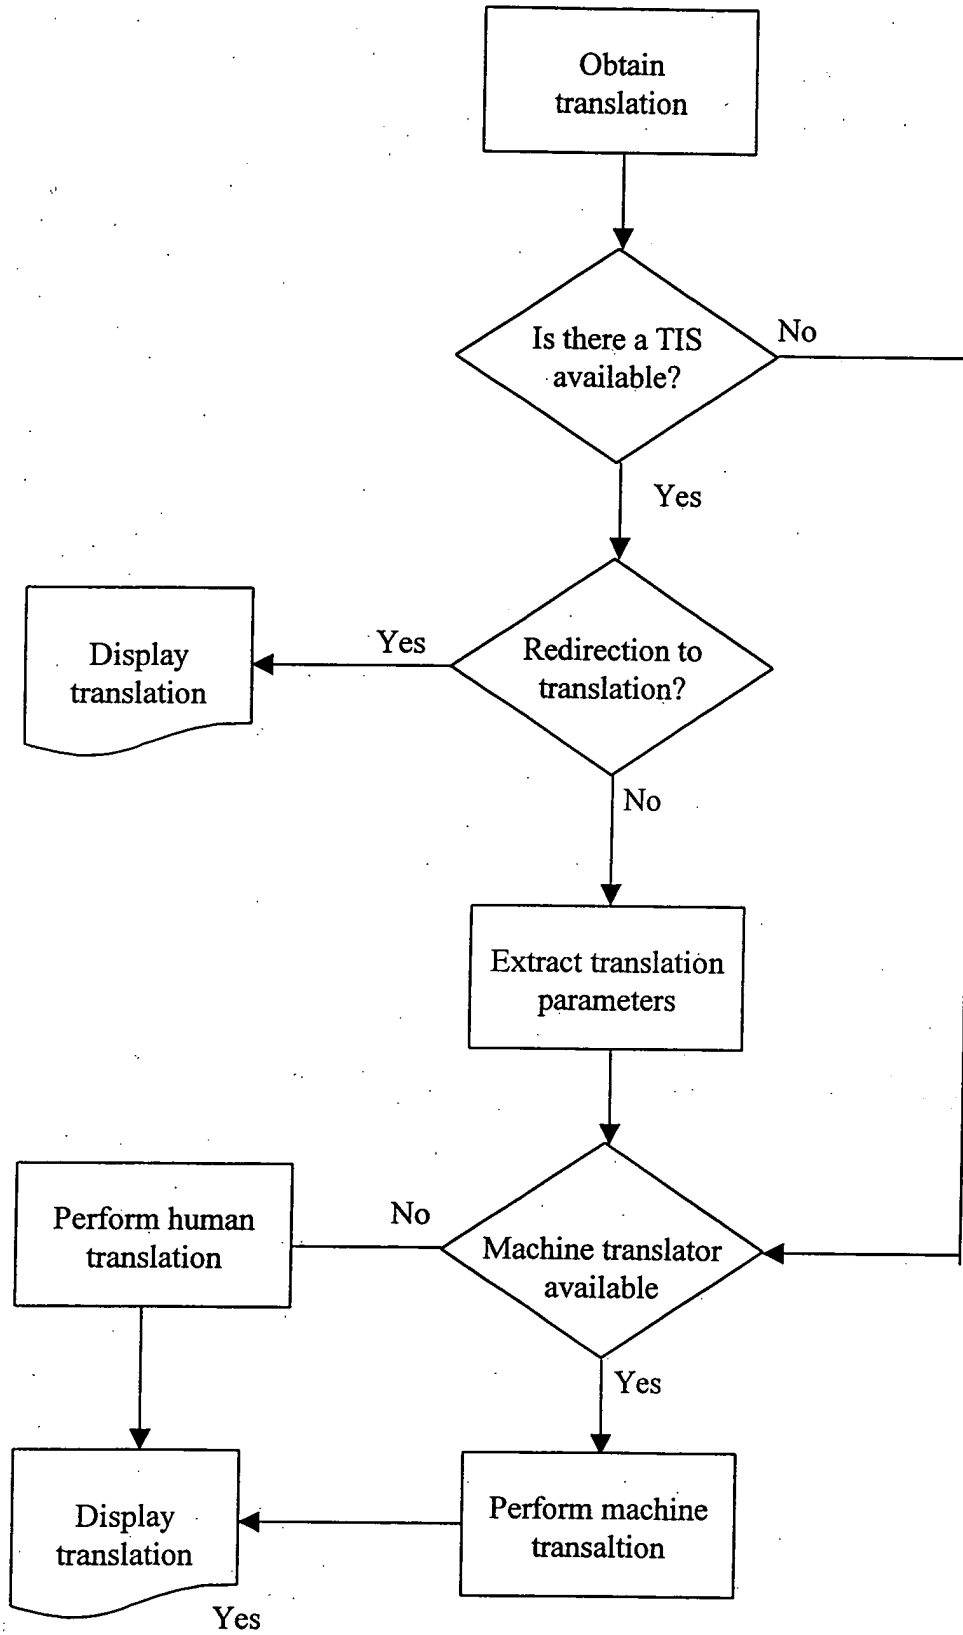 Obtain
translation
Is there a TIS
available?
No
Yes
Redirection to
translation?
Yes
Display
translation
No
Extract translation
parameters
Machine translator
available
No
Perform human
translation
Yes
Perform machine
transaltion
Display
translation
Yes